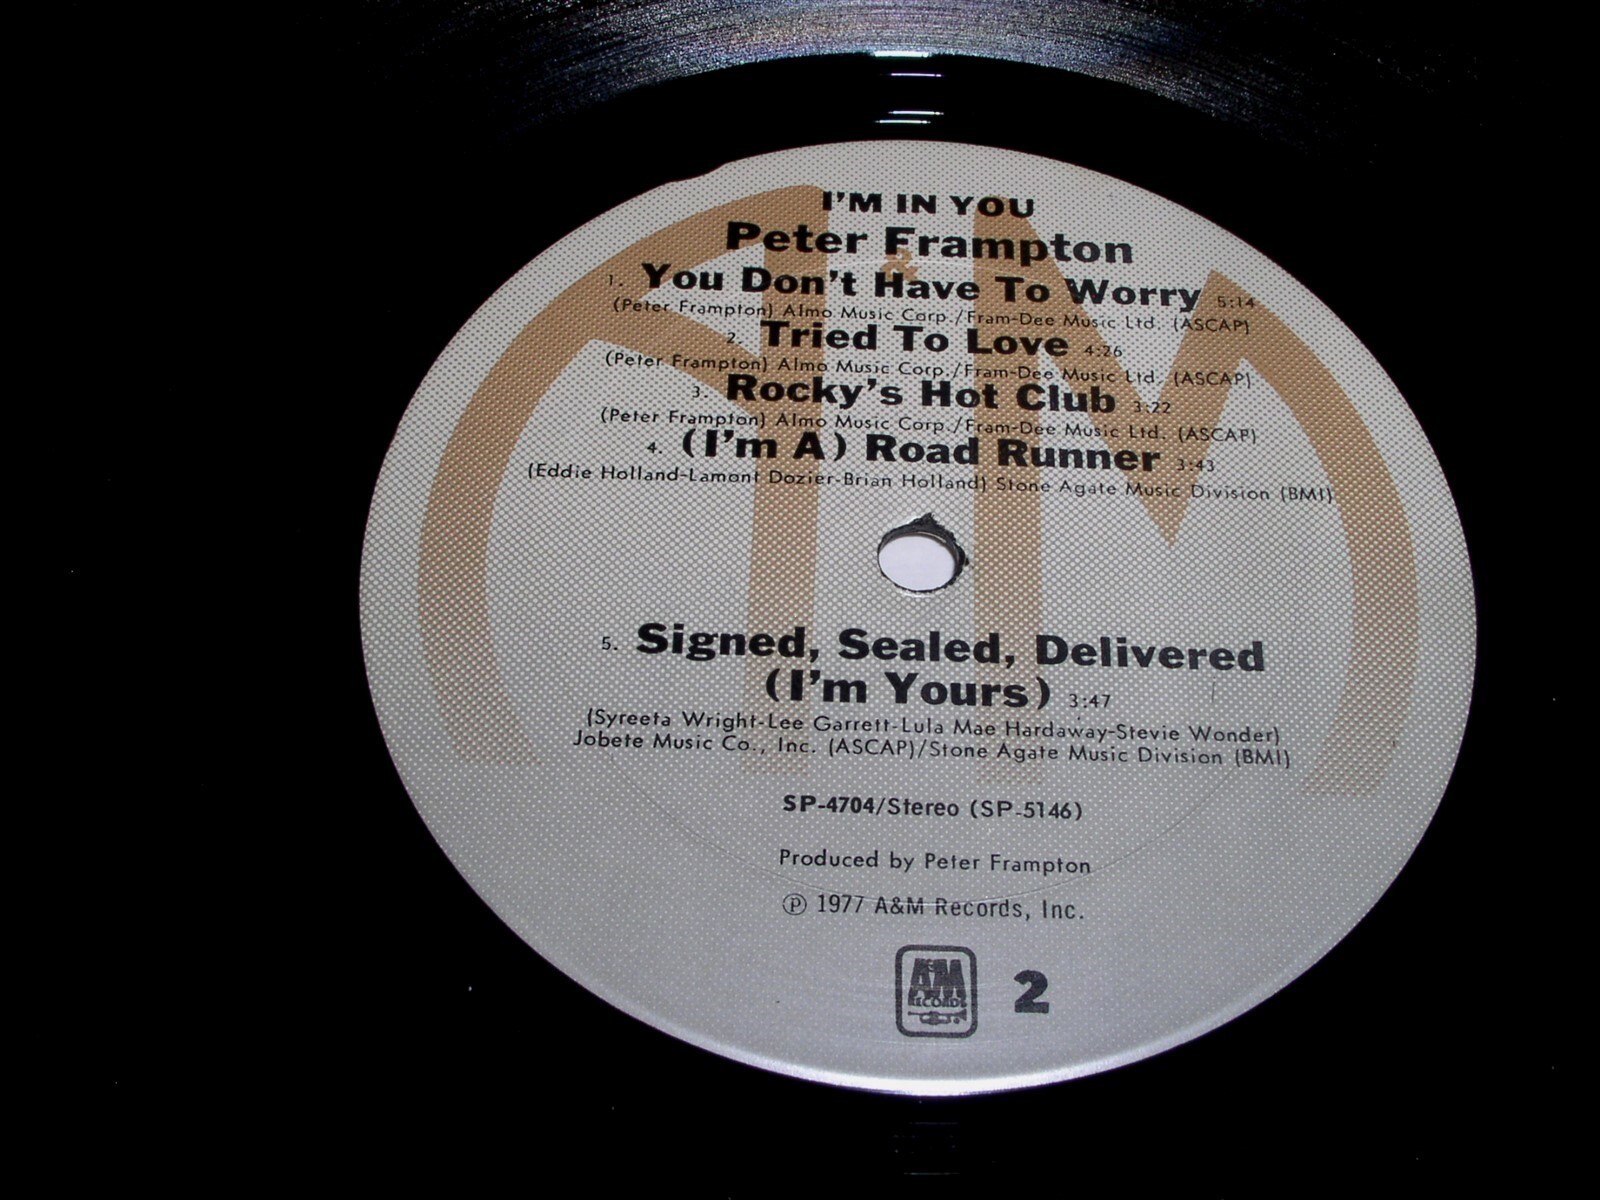 I'M IN YOU
Peter Frampton
1. You Don't Have To Worry 5:14
(Peter Frampton) Almo Music Corp./Fram-Dee Music Ltd. (ASCAP)
2. Tried To Love 4:26
(Peter Frampton) Almo Music Corp./Fram-Dee Music Ltd. (ASCAP)
3. Rocky's Hot Club 3:22
(Peter Frampton) Almo Music Corp./Fram-Dee Music Ltd. (ASCAP)
4. (I'm A) Road Runner 3:43
(Eddie Holland-Lamont Dozier-Brian Holland) Stone Agate Music Division (BMI)
5. Signed, Sealed, Delivered
(I'm Yours) 3:47
(Syreeta Wright-Lee Garrett-Lula Mae Hardaway-Stevie Wonder)
Jobete Music Co., Inc. (ASCAP)/Stone Agate Music Division (BMI)
SP-4704/Stereo (SP-5146)
Produced by Peter Frampton
℗ 1977 A&M Records, Inc.
A&M
RECORDS
2
A&M